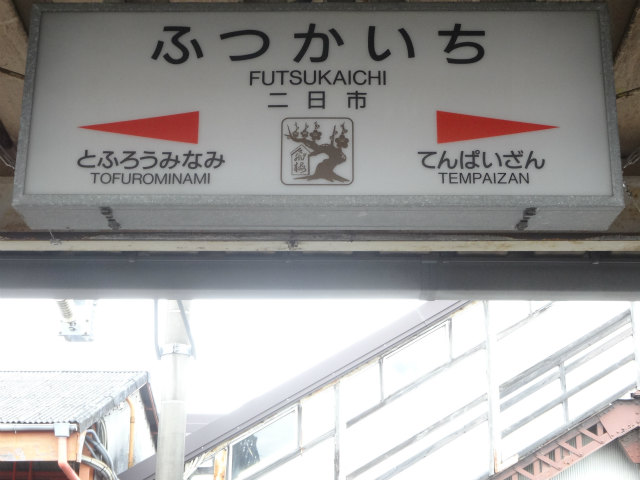 ふつかいち
FUTSUKAICHI
二日市
とふろうみなみ
TOFUROMINAMI
てんぱいざん
TEMPAIZAN